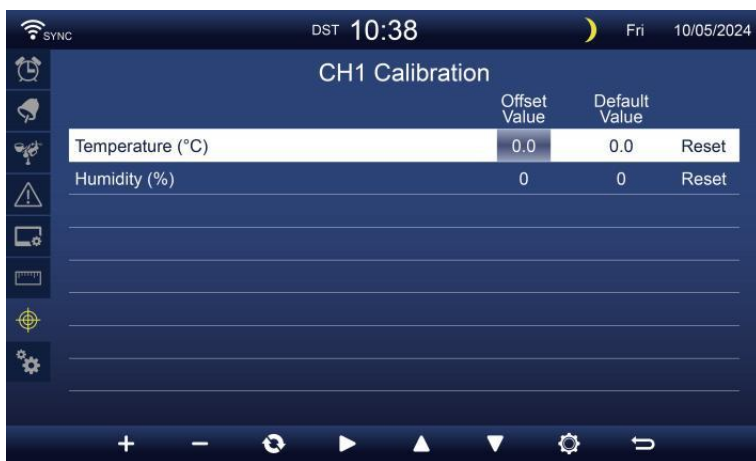 SYNC DST 10:38 Fri 10/05/2024
CH1 Calibration
Offset Value Default Value
Temperature (°C) 0.0 0.0 Reset
Humidity (%) 0 0 Reset